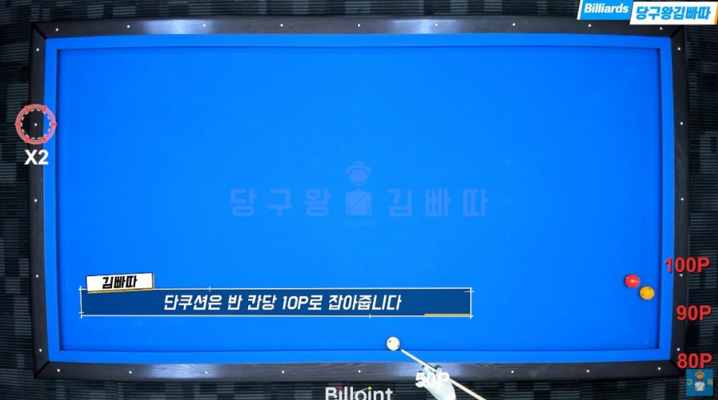 Billiards 당구왕김빠따
X2
당구왕 김빠따
100P
김빠따
단쿠션은 반 칸당 10P로 잡아줍니다
90P
80P
50P
Billpoint